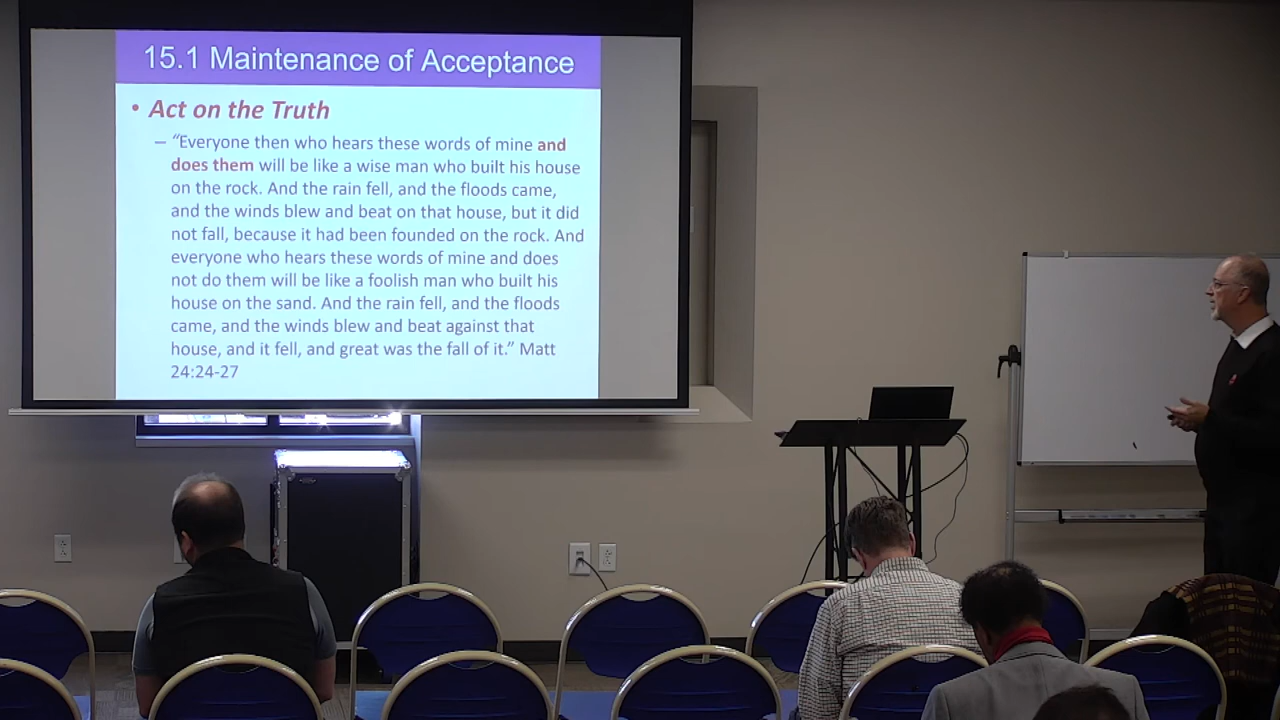 15.1 Maintenance of Acceptance
• Act on the Truth
– “Everyone then who hears these words of mine and
does them will be like a wise man who built his house
on the rock. And the rain fell, and the floods came,
and the winds blew and beat on that house, but it did
not fall, because it had been founded on the rock. And
everyone who hears these words of mine and does
not do them will be like a foolish man who built his
house on the sand. And the rain fell, and the floods
came, and the winds blew and beat against that
house, and it fell, and great was the fall of it.” Matt
24:24-27